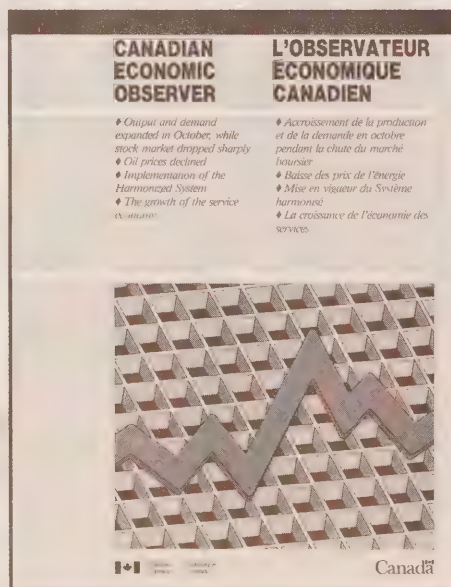 CANADIAN
ECONOMIC
OBSERVER
♦ Output and demand
expanded in October, while
stock market dropped sharply
♦ Oil prices declined
♦ Implementation of the
Harmonized System
♦ The growth of the service
L'OBSERVATEUR
ÉCONOMIQUE
CANADIEN
♦ Accroissement de la production
et de la demande en octobre
pendant la chute du marché
boursier
♦ Baisse des prix de l'énergie
♦ Mise en vigueur du Système
harmonisé
♦ La croissance de l'économie des
services
Canada